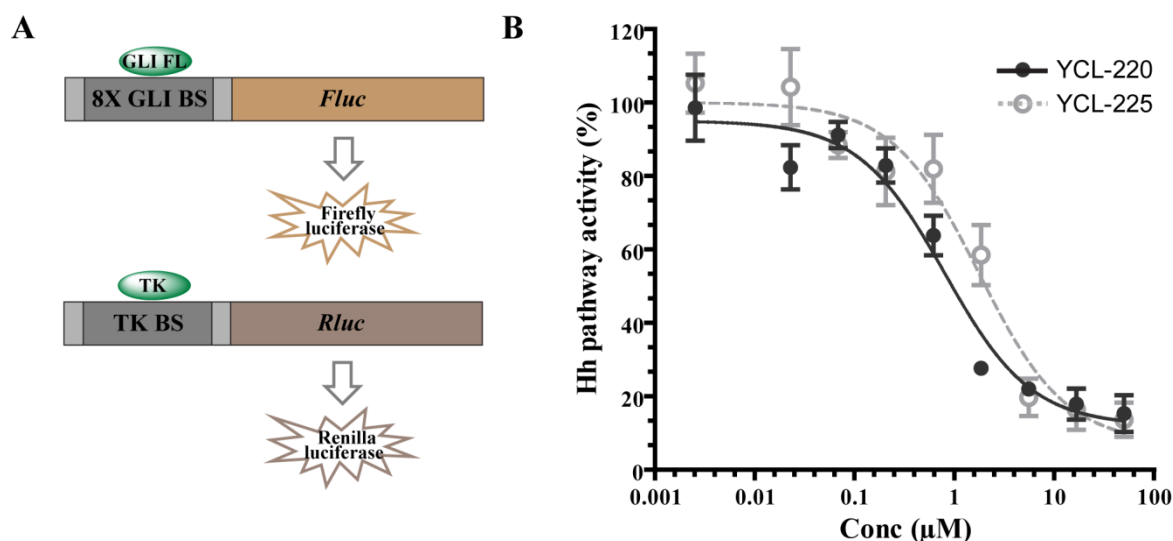 A
GLI FL
8X GLI BS
Fluc
Firefly
luciferase
TK
TK BS
Rluc
Renilla
luciferase
B
Hh pathway activity (%)
120
100
80
60
40
20
0
0.001
0.01
0.1
1
10
100
Conc (µM)
YCL-220
YCL-225